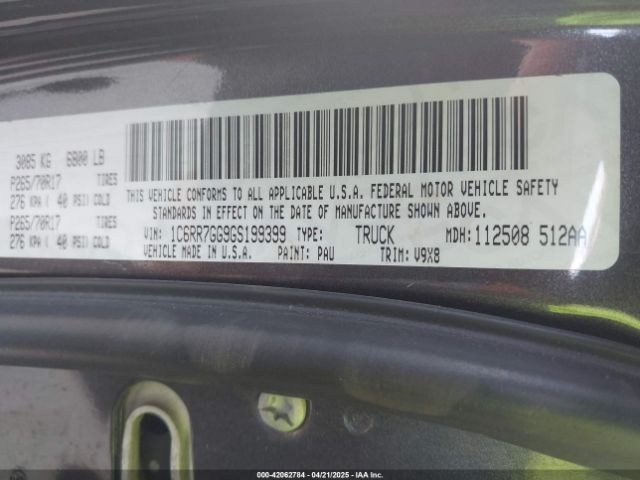 3085 KG 6800 LB
P265/70R17 TIRES
276 KPA ( 40 PSI) COLD
P265/70R17 TIRES
276 KPA ( 40 PSI) COLD
THIS VEHICLE CONFORMS TO ALL APPLICABLE U.S.A. FEDERAL MOTOR VEHICLE SAFETY
STANDARDS IN EFFECT ON THE DATE OF MANUFACTURE SHOWN ABOVE.
VIN: 1C6RR7GG9GS199399 TYPE: TRUCK MDH: 112508 512AA
VEHICLE MADE IN U.S.A. PAINT: PAU TRIM: V9X8
000-42062784 - 04/21/2025 - Copyright © 2025 IAA, Inc.